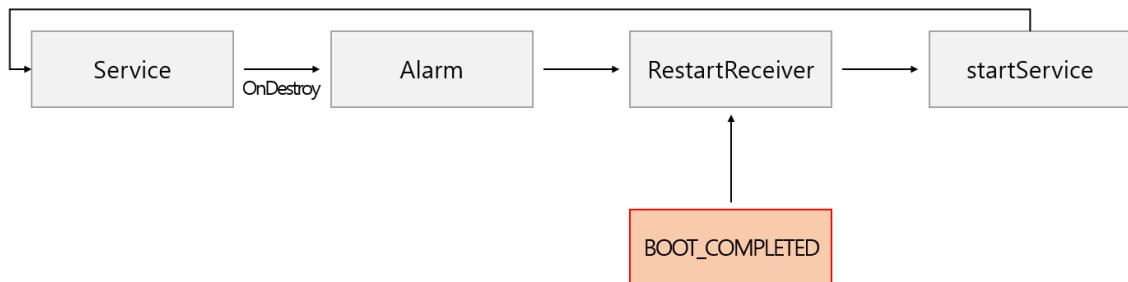 Service
OnDestroy
Alarm
RestartReceiver
startService
BOOT_COMPLETED